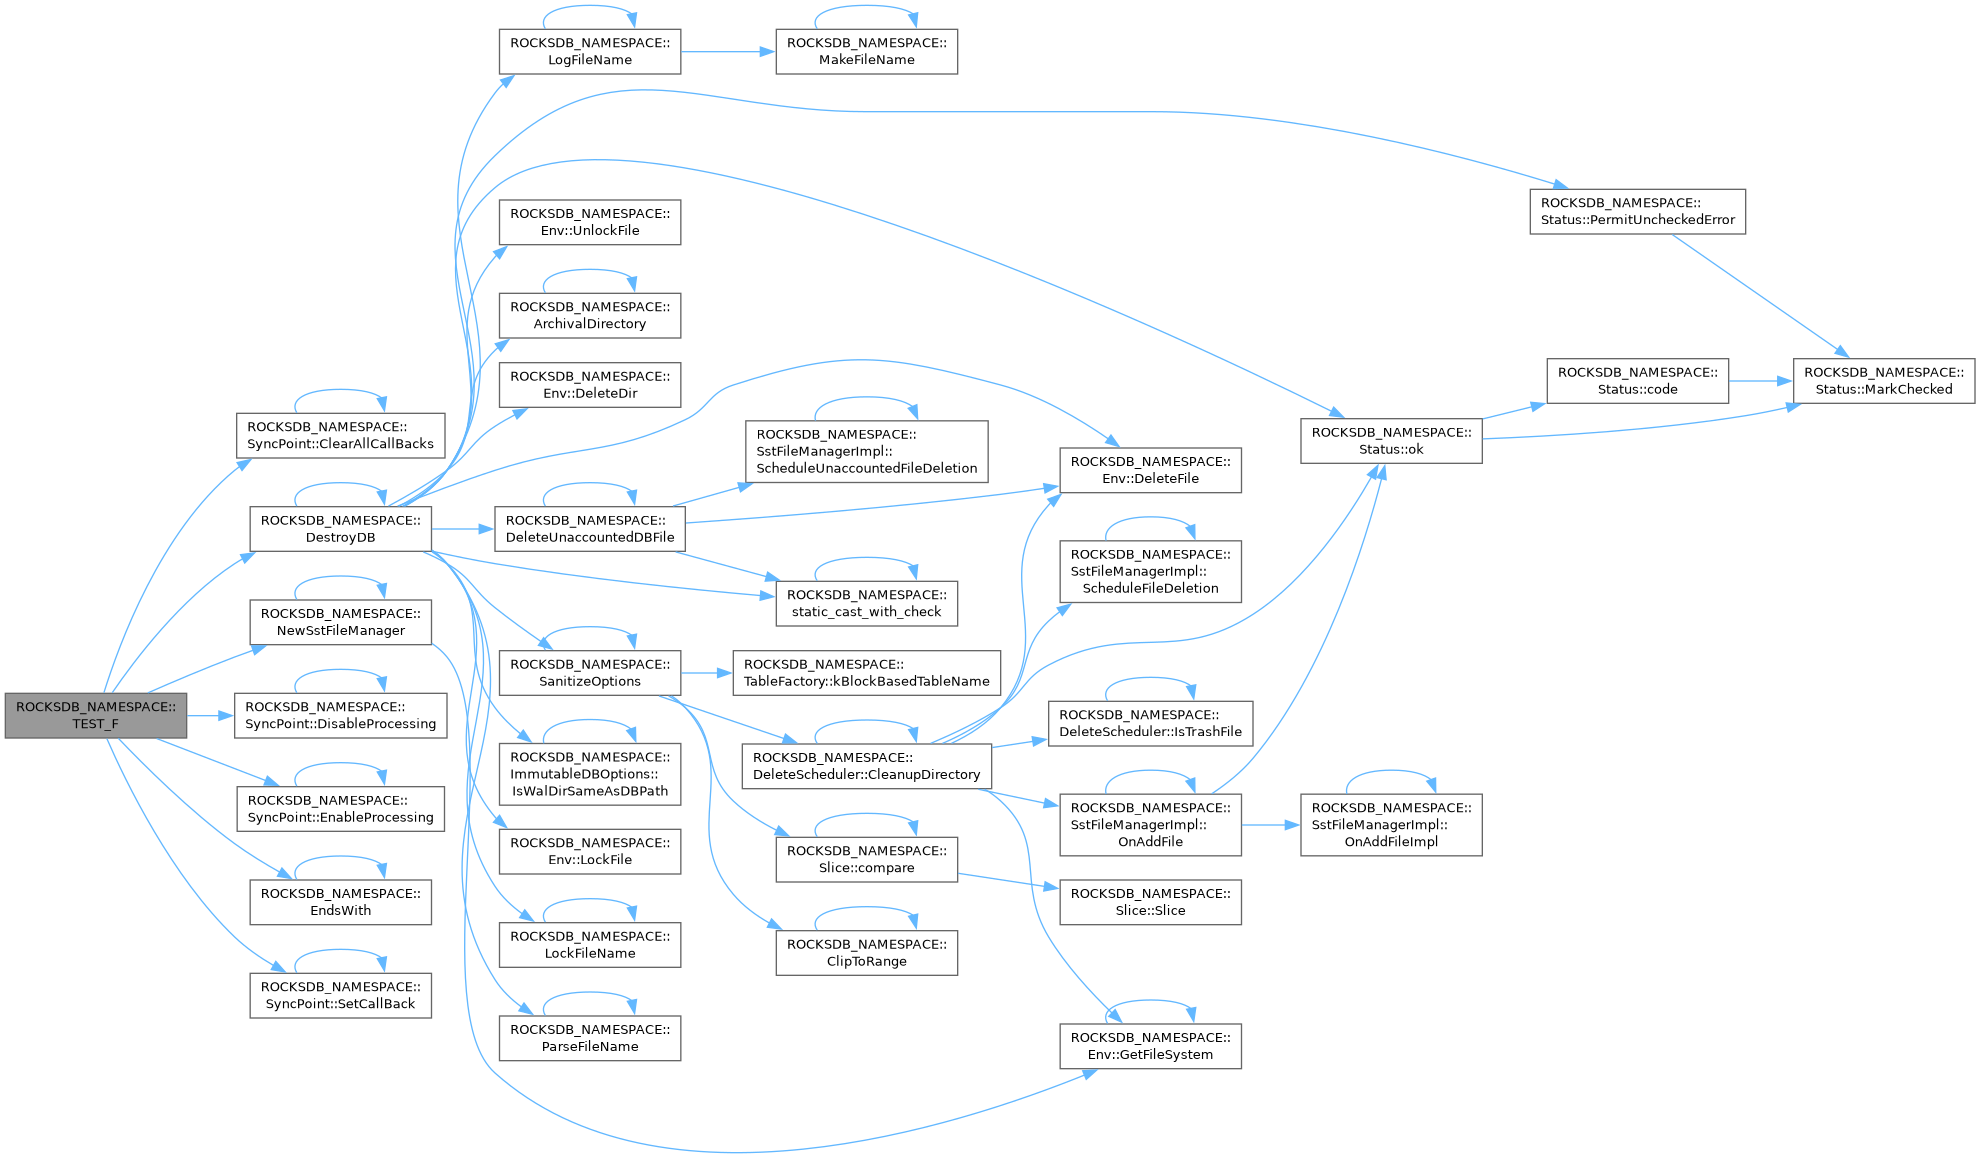 ROCKSDB_NAMESPACE::
TEST_F
ROCKSDB_NAMESPACE::
SyncPoint::ClearAllCallBacks
ROCKSDB_NAMESPACE::
DestroyDB
ROCKSDB_NAMESPACE::
NewSstFileManager
ROCKSDB_NAMESPACE::
SyncPoint::DisableProcessing
ROCKSDB_NAMESPACE::
SyncPoint::EnableProcessing
ROCKSDB_NAMESPACE::
EndsWith
ROCKSDB_NAMESPACE::
SyncPoint::SetCallBack
ROCKSDB_NAMESPACE::
LogFileName
ROCKSDB_NAMESPACE::
Env::UnlockFile
ROCKSDB_NAMESPACE::
ArchivalDirectory
ROCKSDB_NAMESPACE::
Env::DeleteDir
ROCKSDB_NAMESPACE::
DeleteUnaccountedDBFile
ROCKSDB_NAMESPACE::
SanitizeOptions
ROCKSDB_NAMESPACE::
ImmutableDBOptions::
IsWalDirSameAsDBPath
ROCKSDB_NAMESPACE::
Env::LockFile
ROCKSDB_NAMESPACE::
LockFileName
ROCKSDB_NAMESPACE::
ParseFileName
ROCKSDB_NAMESPACE::
MakeFileName
ROCKSDB_NAMESPACE::
SstFileManagerImpl::
ScheduleUnaccountedFileDeletion
ROCKSDB_NAMESPACE::
static_cast_with_check
ROCKSDB_NAMESPACE::
TableFactory::kBlockBasedTableName
ROCKSDB_NAMESPACE::
DeleteScheduler::CleanupDirectory
ROCKSDB_NAMESPACE::
Slice::compare
ROCKSDB_NAMESPACE::
ClipToRange
ROCKSDB_NAMESPACE::
Env::DeleteFile
ROCKSDB_NAMESPACE::
SstFileManagerImpl::
ScheduleFileDeletion
ROCKSDB_NAMESPACE::
DeleteScheduler::IsTrashFile
ROCKSDB_NAMESPACE::
SstFileManagerImpl::
OnAddFile
ROCKSDB_NAMESPACE::
Slice::Slice
ROCKSDB_NAMESPACE::
Env::GetFileSystem
ROCKSDB_NAMESPACE::
Status::ok
ROCKSDB_NAMESPACE::
SstFileManagerImpl::
OnAddFileImpl
ROCKSDB_NAMESPACE::
Status::PermitUncheckedError
ROCKSDB_NAMESPACE::
Status::code
ROCKSDB_NAMESPACE::
Status::MarkChecked